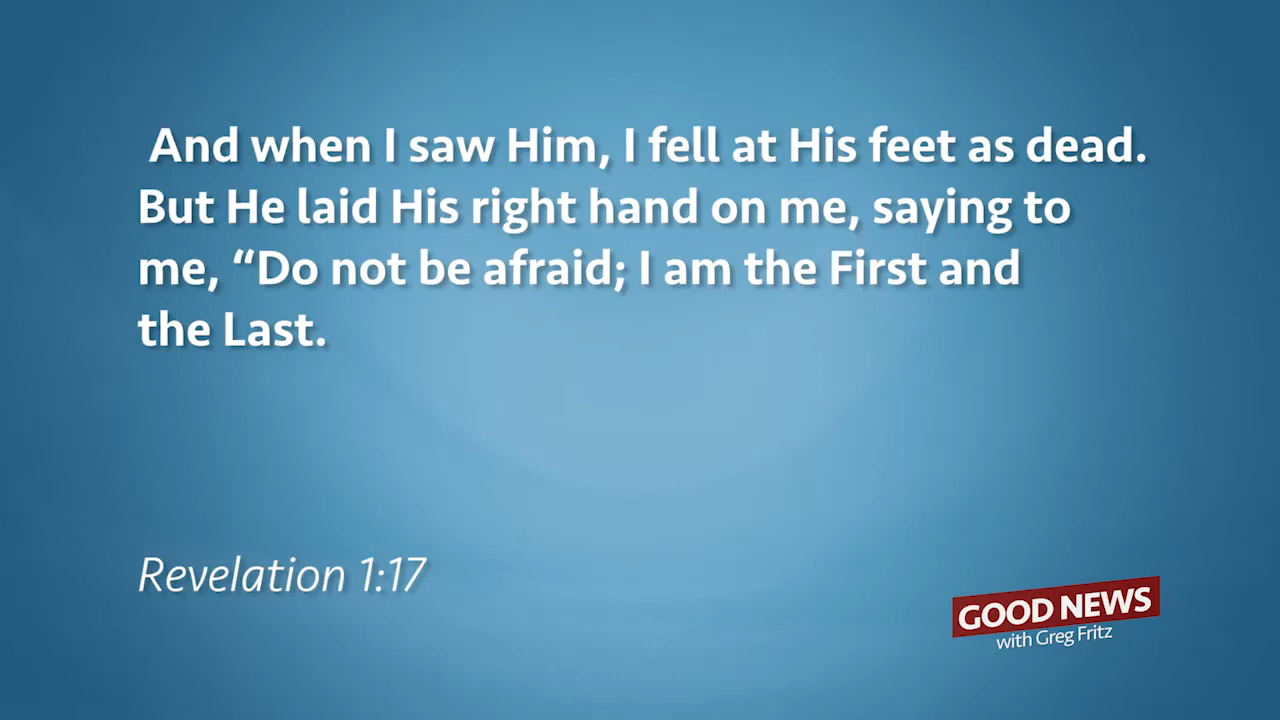 And when I saw Him, I fell at His feet as dead.
But He laid His right hand on me, saying to
me, “Do not be afraid; I am the First and
the Last.
Revelation 1:17
GOOD NEWS
with Greg Fritz